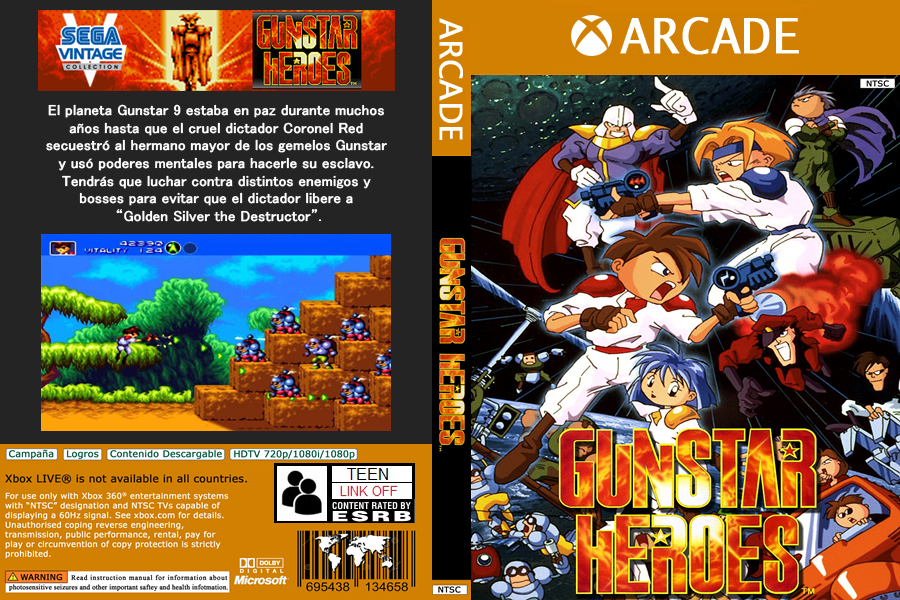 SEGA
VINTAGE
COLLECTION
GUNSTAR
HEROES
El planeta Gunstar 9 estaba en paz durante muchos
años hasta que el cruel dictador Coronel Red
secuestró al hermano mayor de los gemelos Gunstar
y usó poderes mentales para hacerle su esclavo.
Tendrás que luchar contra distintos enemigos y
bosses para evitar que el dictador libere a
“Golden Silver the Destructor”.
42390
VITALITY 124
Campaña Logros Contenido Descargable HDTV 720p/1080i/1080p
Xbox LIVE® is not available in all countries.
For use only with Xbox 360® entertainment systems
with "NTSC" designation and NTSC TVs capable of
displaying a 60Hz signal. See xbox.com for details.
Unauthorised coping reverse engineering,
transmission, public performance, rental, pay for
play or circumvention of copy protection is strictly
prohibited.
WARNING Read instruction manual for information about
photosensitive seizures and other important saftey and health infotmation.
TEEN
LINK OFF
CONTENT RATED BY
ESRB
DOLBY
DIGITAL
Microsoft
695438 134658
ARCADE
GUNSTAR HEROES
NTSC
ARCADE
NTSC
GUNSTAR
HEROES™